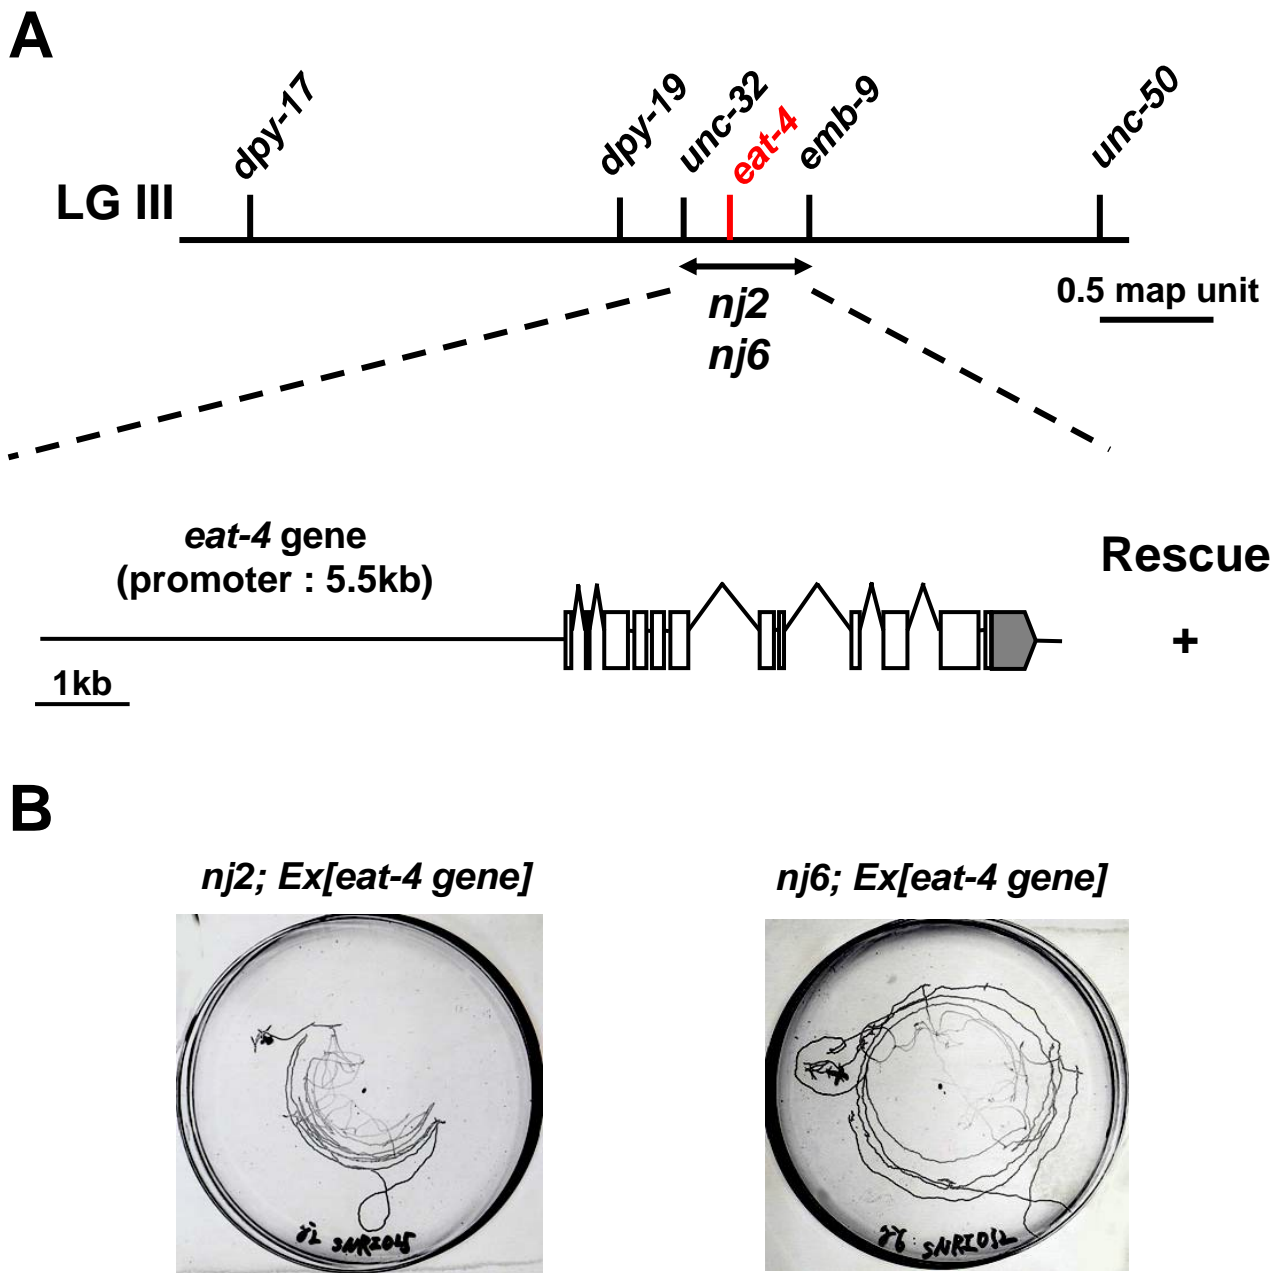 A
dpy-17
dpy-19
unc-32
eat-4
emb-9
unc-50
LG III
0.5 map unit
nj2
nj6
eat-4 gene
(promoter : 5.5kb)
Rescue
+
1kb
B
nj2; Ex[eat-4 gene]
nj6; Ex[eat-4 gene]